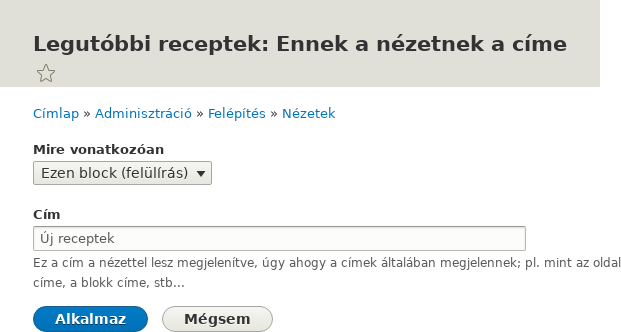 Legutóbbi receptek: Ennek a nézetnek a címe
Címlap » Adminisztráció » Felépítés » Nézetek
Mire vonatkozóan
Ezen block (felülírás)
Cím
Új receptek
Ez a cím a nézettel lesz megjelenítve, úgy ahogy a címek általában megjelennek; pl. mint az oldal
címe, a blokk címe, stb...
Alkalmaz Mégsem